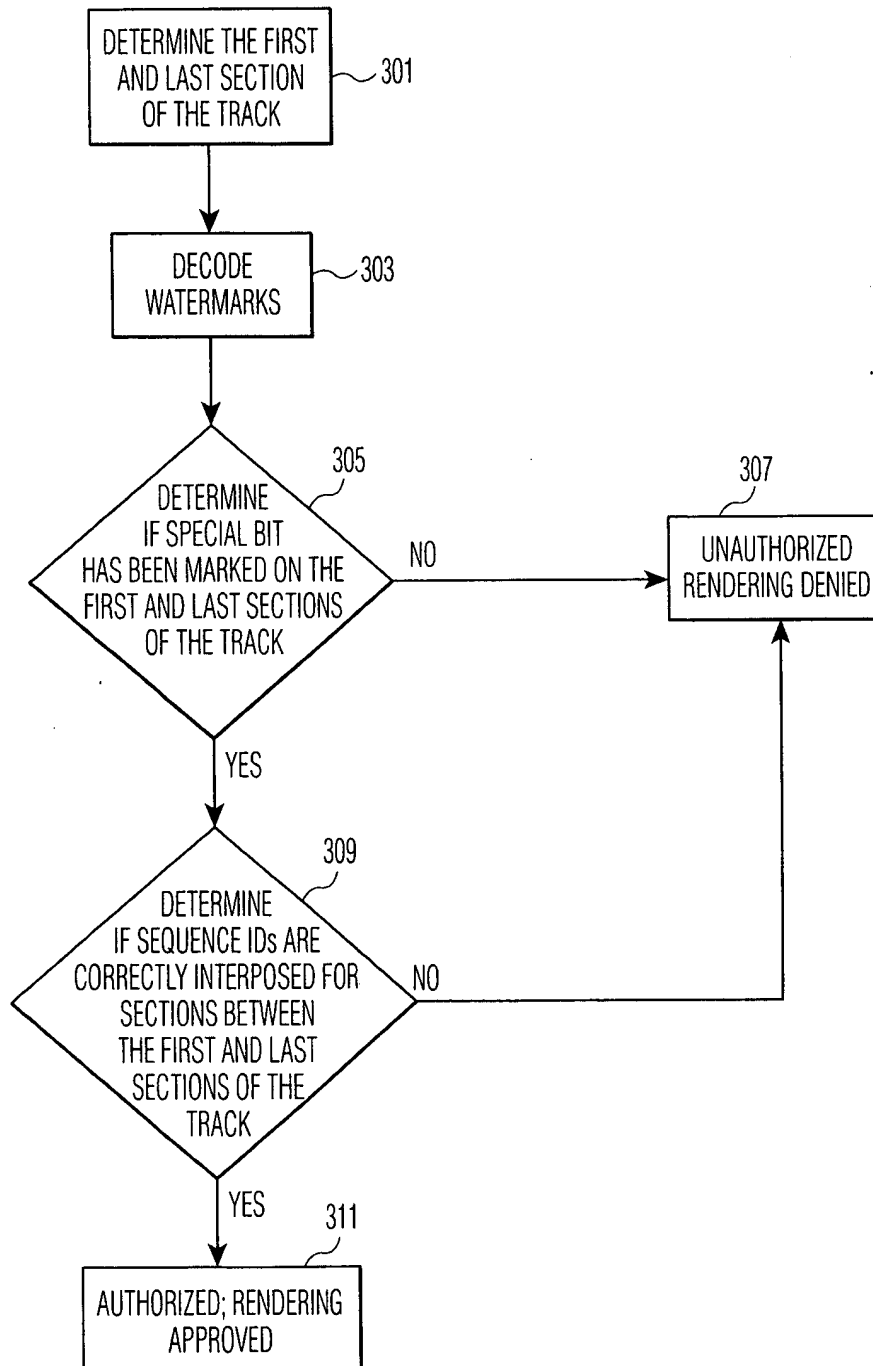 DETERMINE THE FIRST
AND LAST SECTION
OF THE TRACK
301
DECODE
WATERMARKS
303
305
DETERMINE
IF SPECIAL BIT
HAS BEEN MARKED ON THE
FIRST AND LAST SECTIONS
OF THE TRACK
NO
307
UNAUTHORIZED
RENDERING DENIED
YES
309
DETERMINE
IF SEQUENCE IDs ARE
CORRECTLY INTERPOSED FOR
SECTIONS BETWEEN
THE FIRST AND LAST
SECTIONS OF THE
TRACK
NO
YES
311
AUTHORIZED; RENDERING
APPROVED